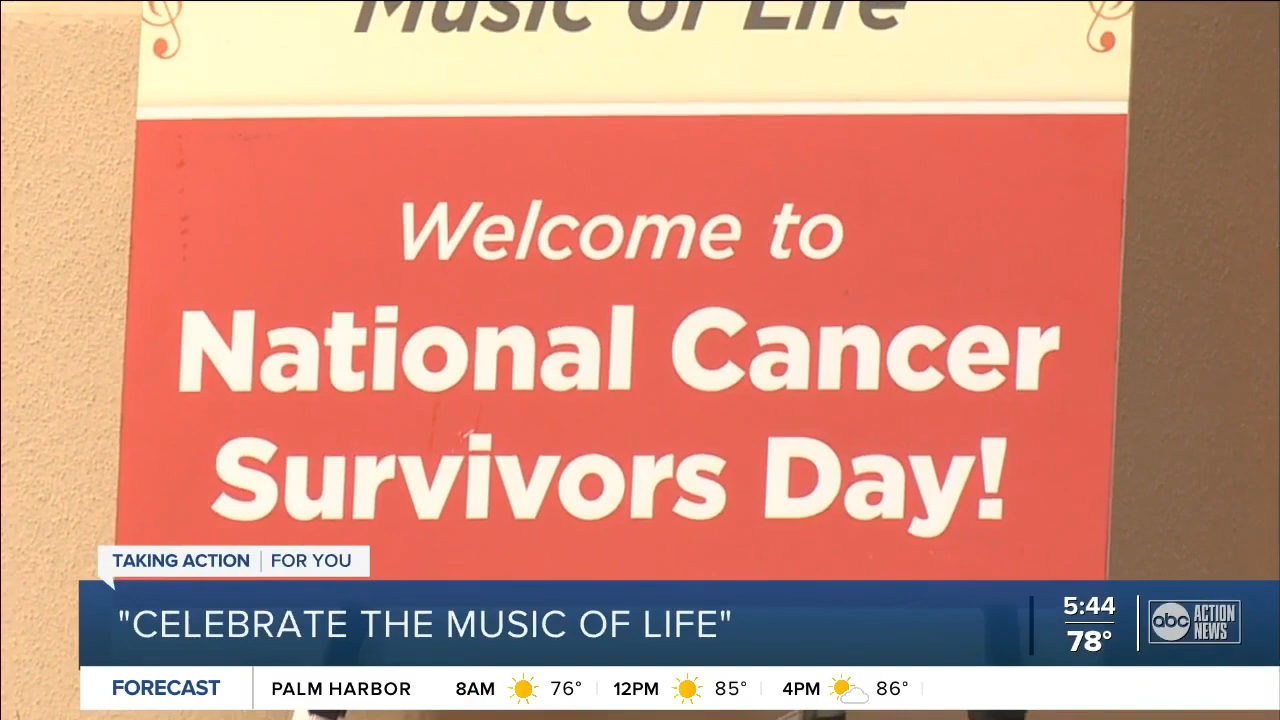 Music of Life
Welcome to
National Cancer
Survivors Day!
TAKING ACTION FOR YOU
"CELEBRATE THE MUSIC OF LIFE"
5:44
78°
abc ACTION NEWS
FORECAST PALM HARBOR 8AM 76° 12PM 85° 4PM 86°